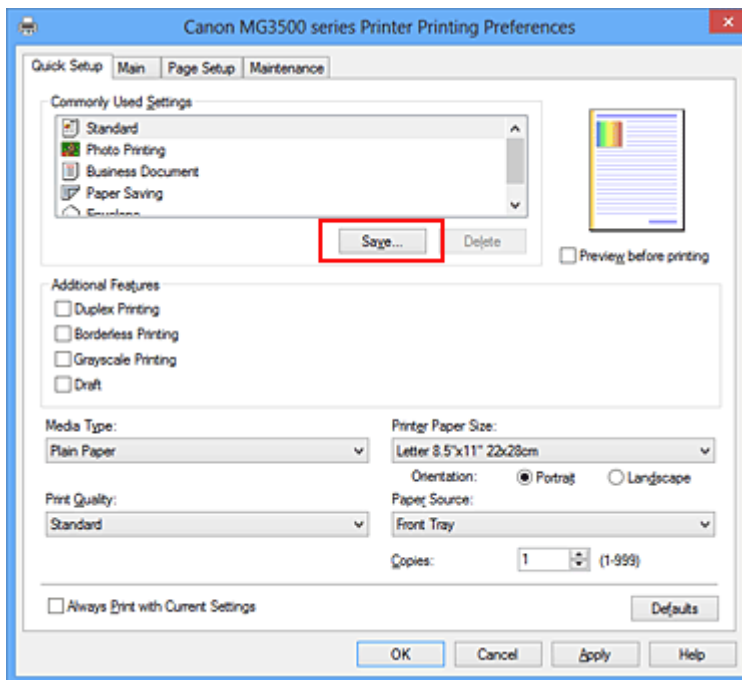 Canon MG3500 series Printer Printing Preferences
Quick Setup Main Page Setup Maintenance
Commonly Used Settings
Standard
Photo Printing
Business Document
Paper Saving
Envelope
Save... Delete
Preview before printing
Additional Features
Duplex Printing
Borderless Printing
Grayscale Printing
Draft
Media Type: Printer Paper Size:
Plain Paper Letter 8.5"x11" 22x28cm
Orientation: Portrait Landscape
Print Quality: Paper Source:
Standard Front Tray
Copies: 1 (1-999)
Always Print with Current Settings Defaults
OK Cancel Apply Help